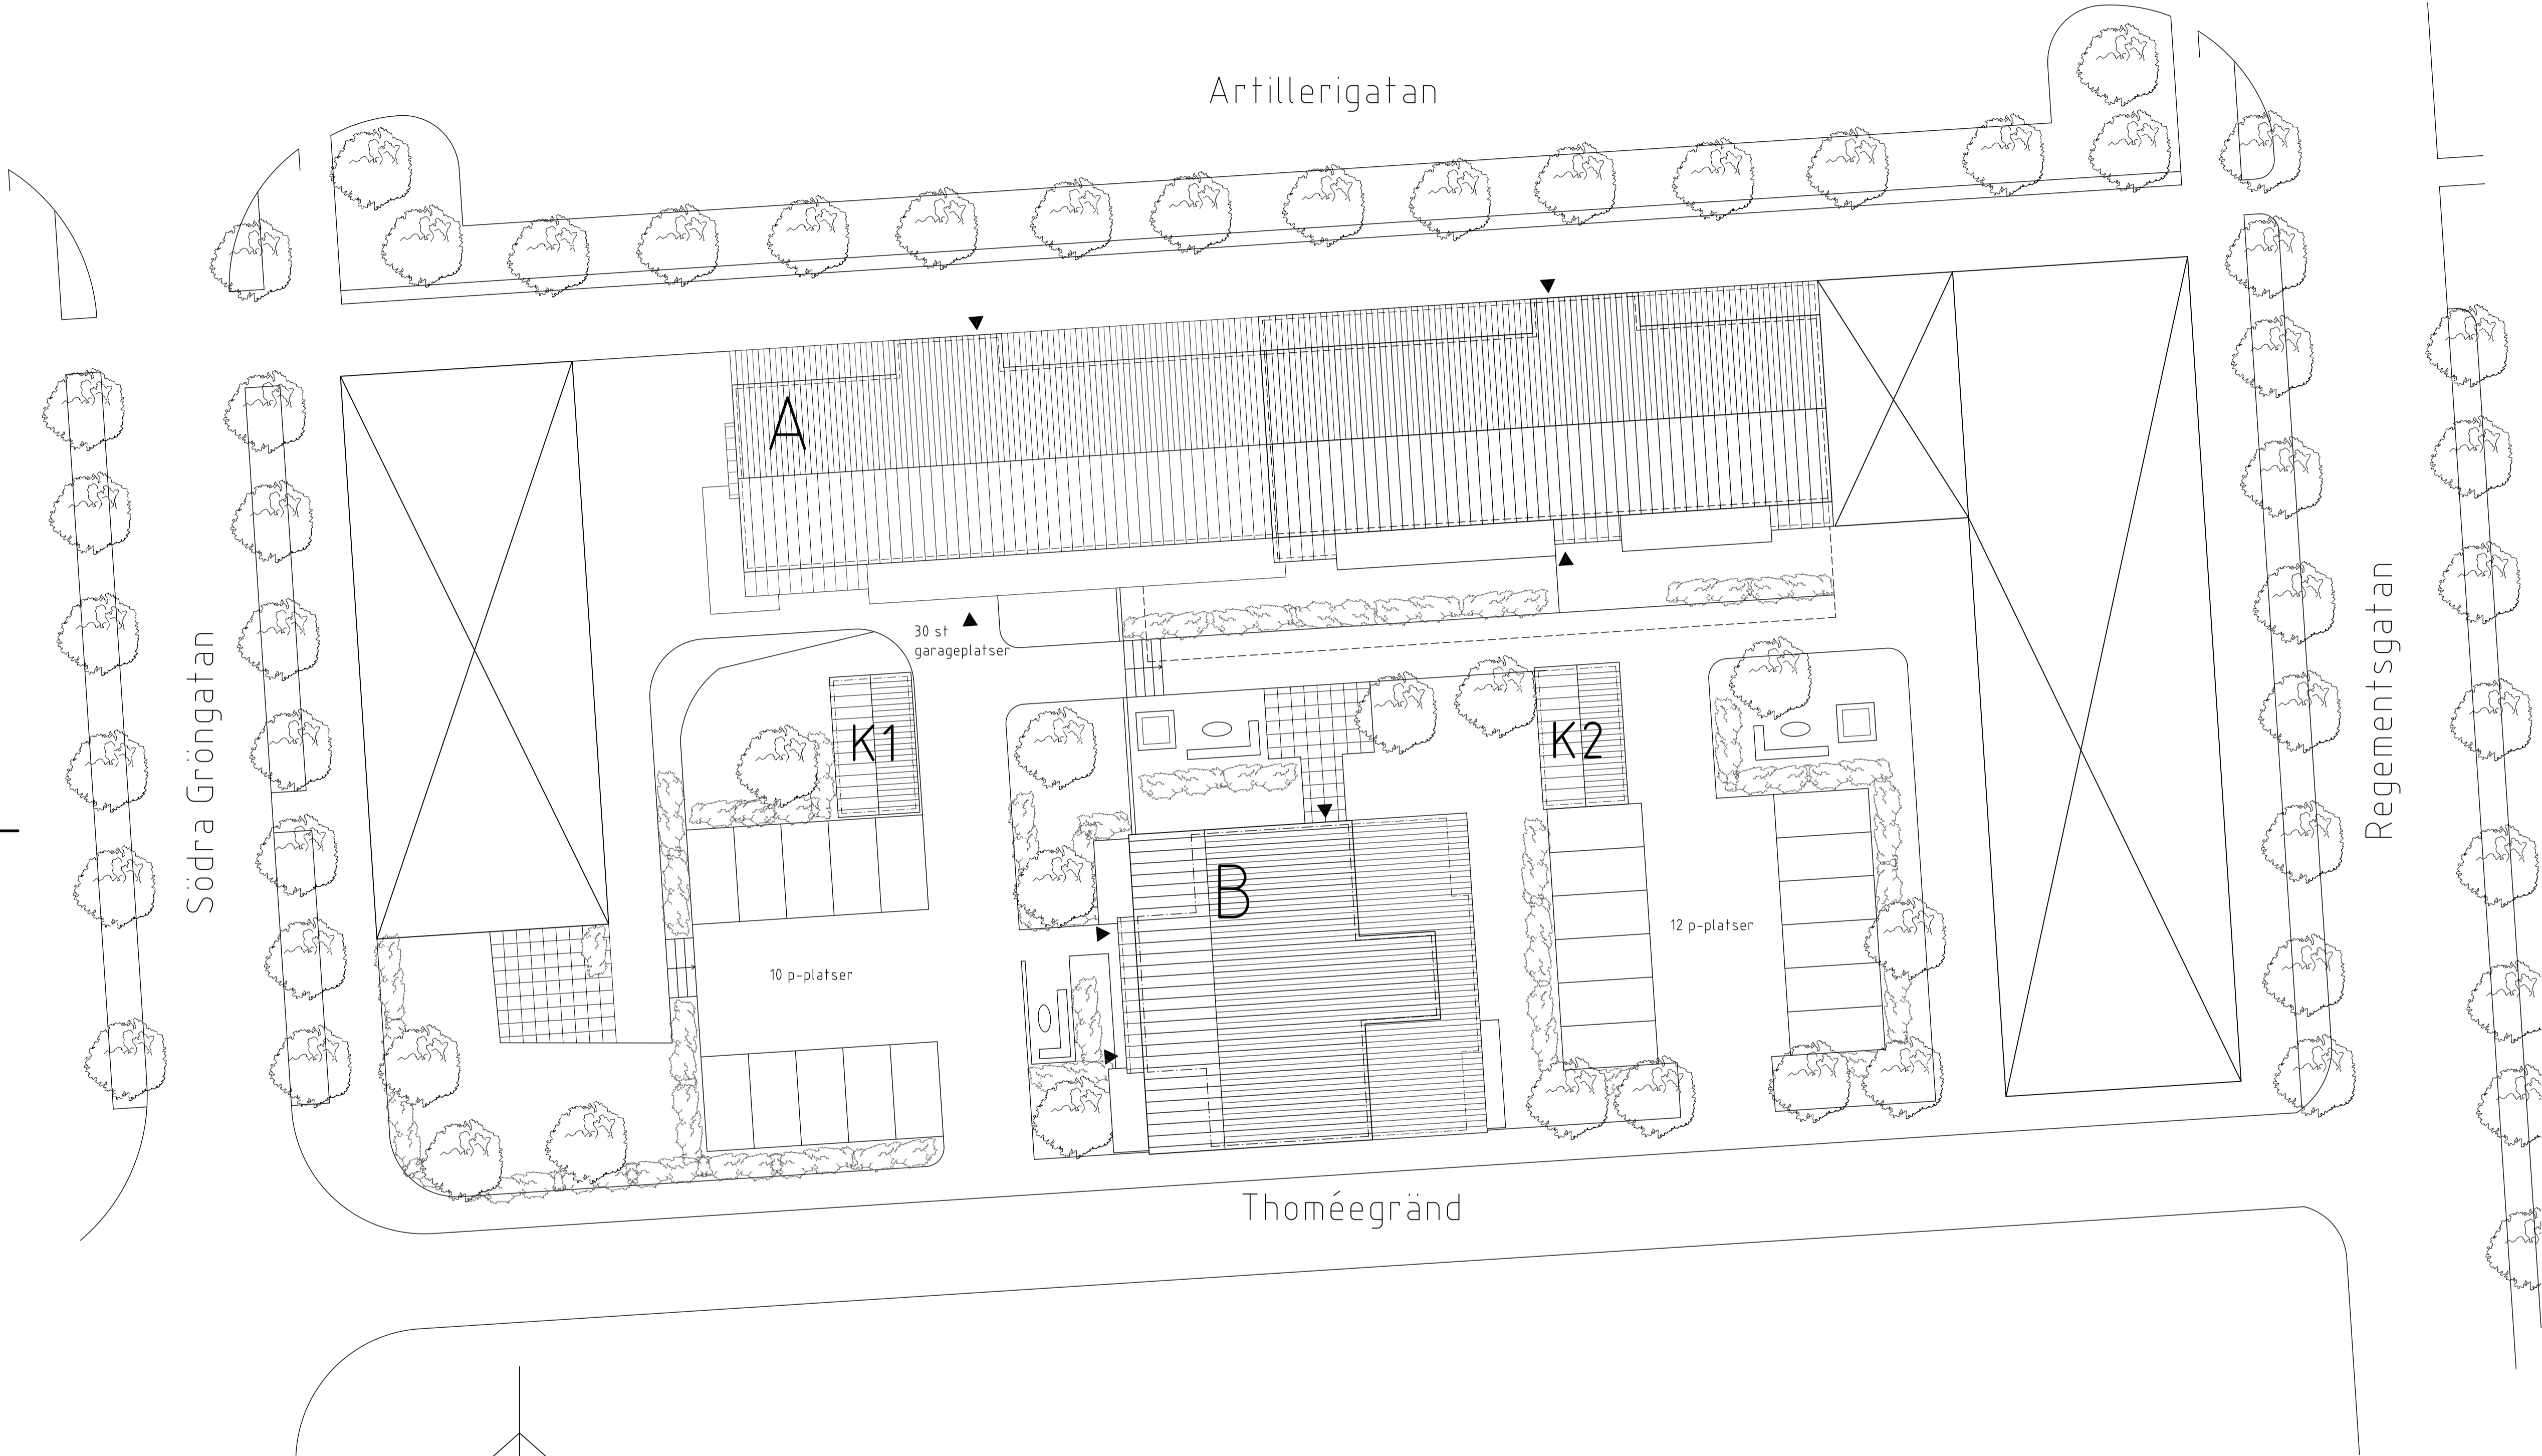 Artillerigatan
A
30 st
garageplatser
Södra Gröngatan
K1
K2
Regementsgatan
B
12 p-platser
10 p-platser
Thoméegränd